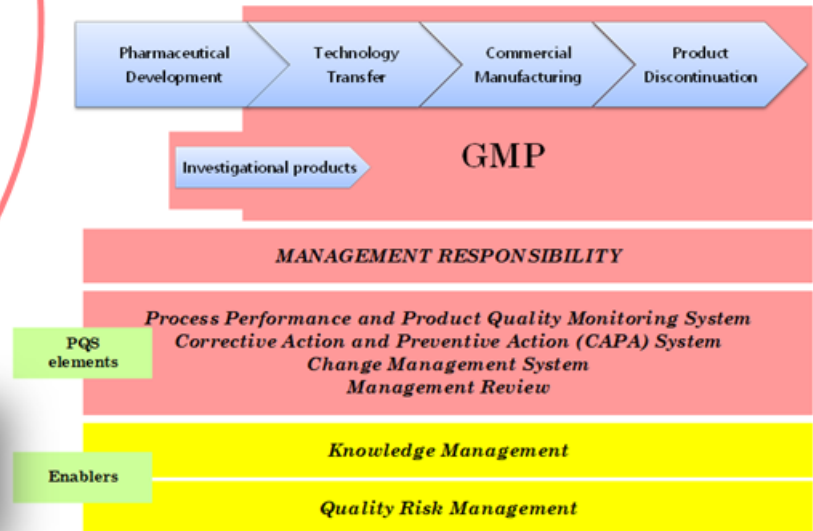 Pharmaceutical
Development
Technology
Transfer
Commercial
Manufacturing
Product
Discontinuation
Investigational products
GMP
MANAGEMENT RESPONSIBILITY
PQS
elements
Process Performance and Product Quality Monitoring System
Corrective Action and Preventive Action (CAPA) System
Change Management System
Management Review
Enablers
Knowledge Management
Quality Risk Management